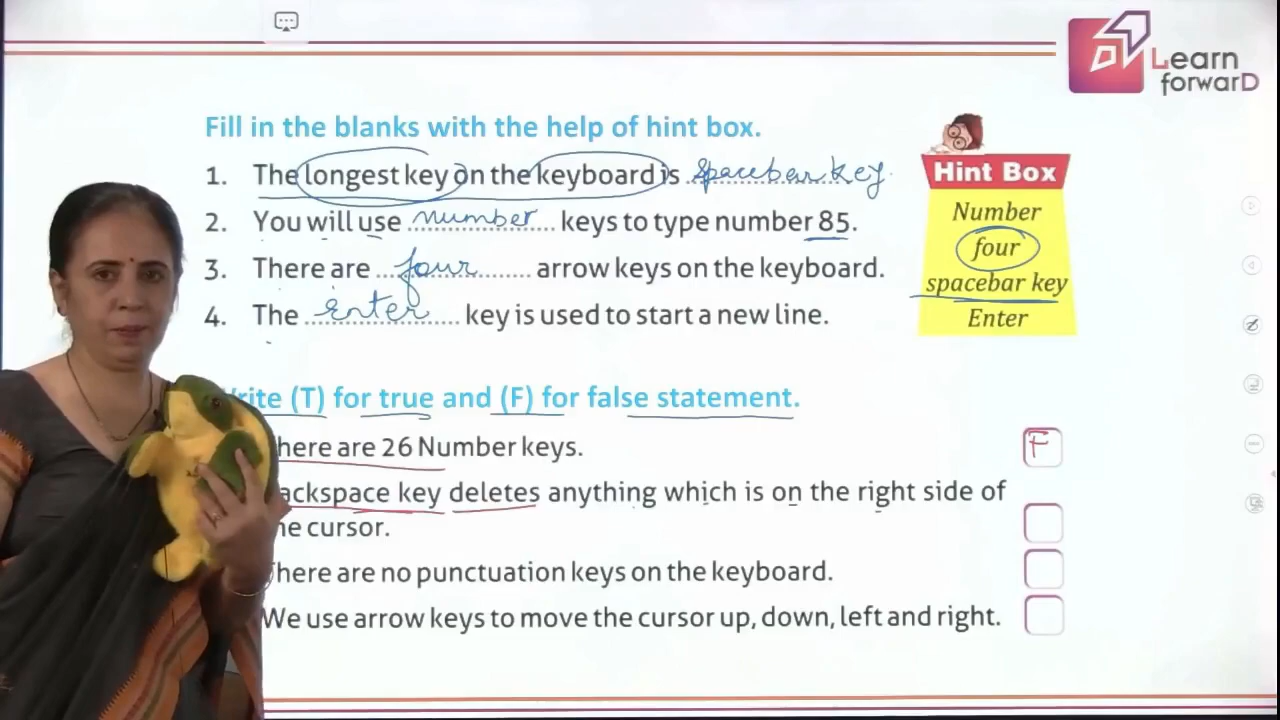 Learn
forwarD
Fill in the blanks with the help of hint box.
1. The longest key on the keyboard is spacebar key.
2. You will use number keys to type number 85.
3. There are four arrow keys on the keyboard.
4. The enter key is used to start a new line.
Hint Box
Number
four
spacebar key
Enter
rite (T) for true and (F) for false statement.
here are 26 Number keys. F
ackspace key deletes anything which is on the right side of
he cursor.
There are no punctuation keys on the keyboard.
We use arrow keys to move the cursor up, down, left and right.